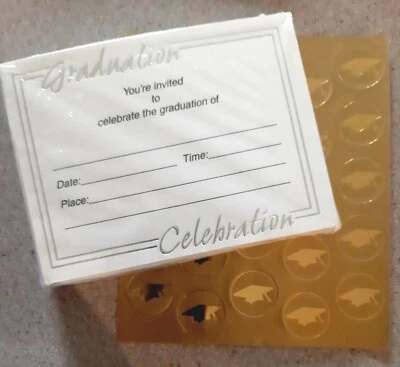 Graduation
You're invited
to
celebrate the graduation of
Date: Time:
Place:
Celebration